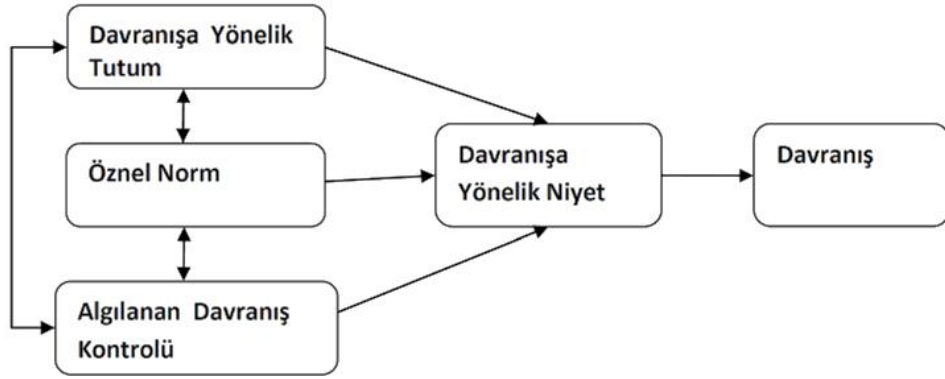 Davranışa Yönelik
Tutum
Öznel Norm
Algılanan Davranış
Kontrolü
Davranışa
Yönelik Niyet
Davranış